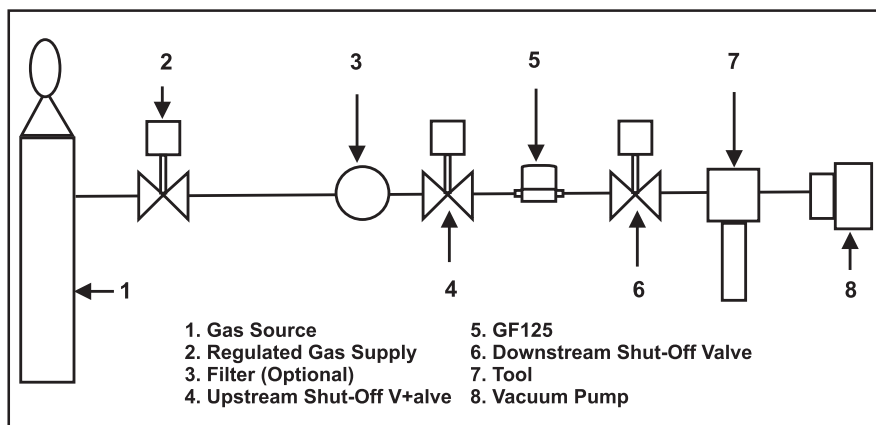 2
3
5
7
1
4
6
8
1. Gas Source
2. Regulated Gas Supply
3. Filter (Optional)
4. Upstream Shut-Off V+alve
5. GF125
6. Downstream Shut-Off Valve
7. Tool
8. Vacuum Pump